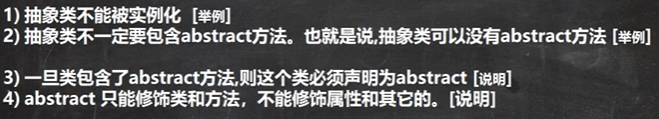 1) 抽象类不能被实例化 [举例]
2) 抽象类不一定要包含abstract方法。也就是说,抽象类可以没有abstract方法 [举例]
3) 一旦类包含了abstract方法,则这个类必须声明为abstract [说明]
4) abstract 只能修饰类和方法，不能修饰属性和其它的。[说明]